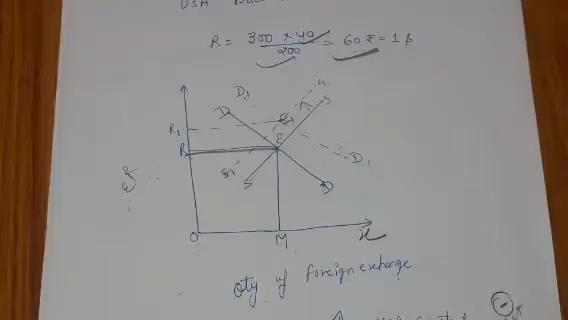 USA
R = 300 × 40 / 200 = 60 ₹ = 1 $
D1
S1
D
S
R1
E1
E
R
D1
S1
S
D
O
M
x
Qty of foreign exchange